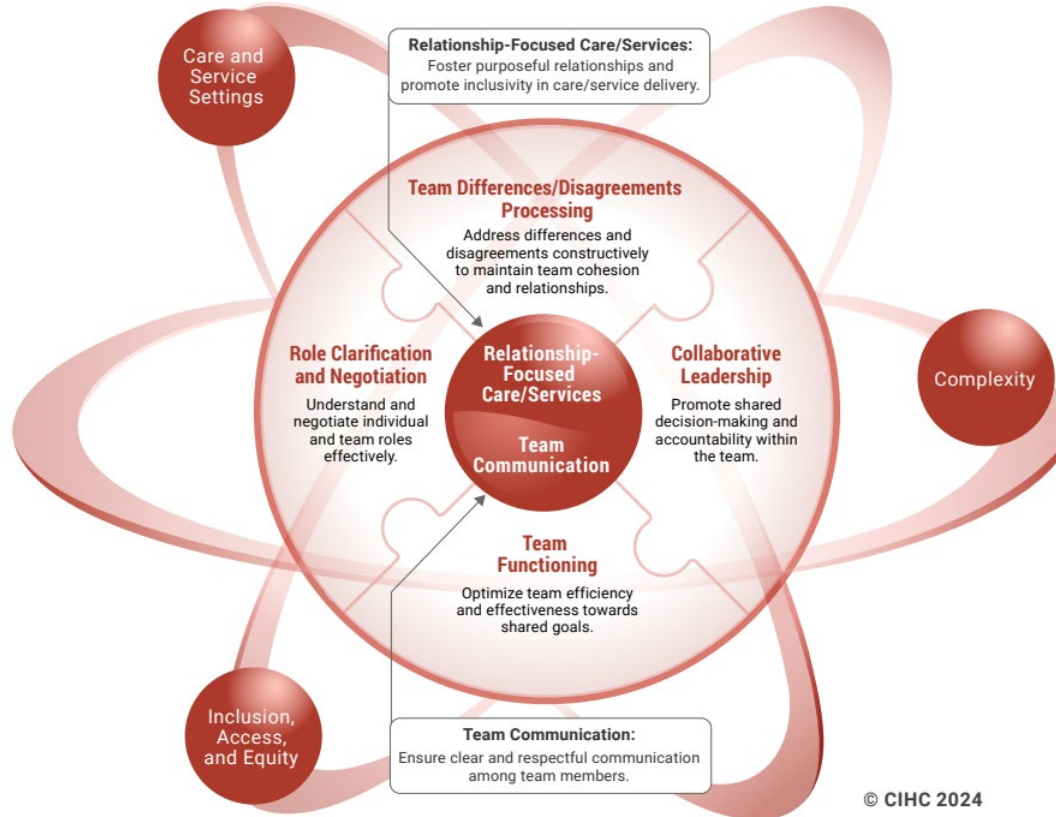 Care and
Service
Settings
Relationship-Focused Care/Services:
Foster purposeful relationships and
promote inclusivity in care/service delivery.
Team Differences/Disagreements
Processing
Address differences and
disagreements constructively
to maintain team cohesion
and relationships.
Role Clarification
and Negotiation
Understand and
negotiate individual
and team roles
effectively.
Relationship-
Focused
Care/Services
Team
Communication
Collaborative
Leadership
Promote shared
decision-making and
accountability within
the team.
Complexity
Team
Functioning
Optimize team efficiency
and effectiveness towards
shared goals.
Inclusion,
Access,
and Equity
Team Communication:
Ensure clear and respectful communication
among team members.
© CIHC 2024